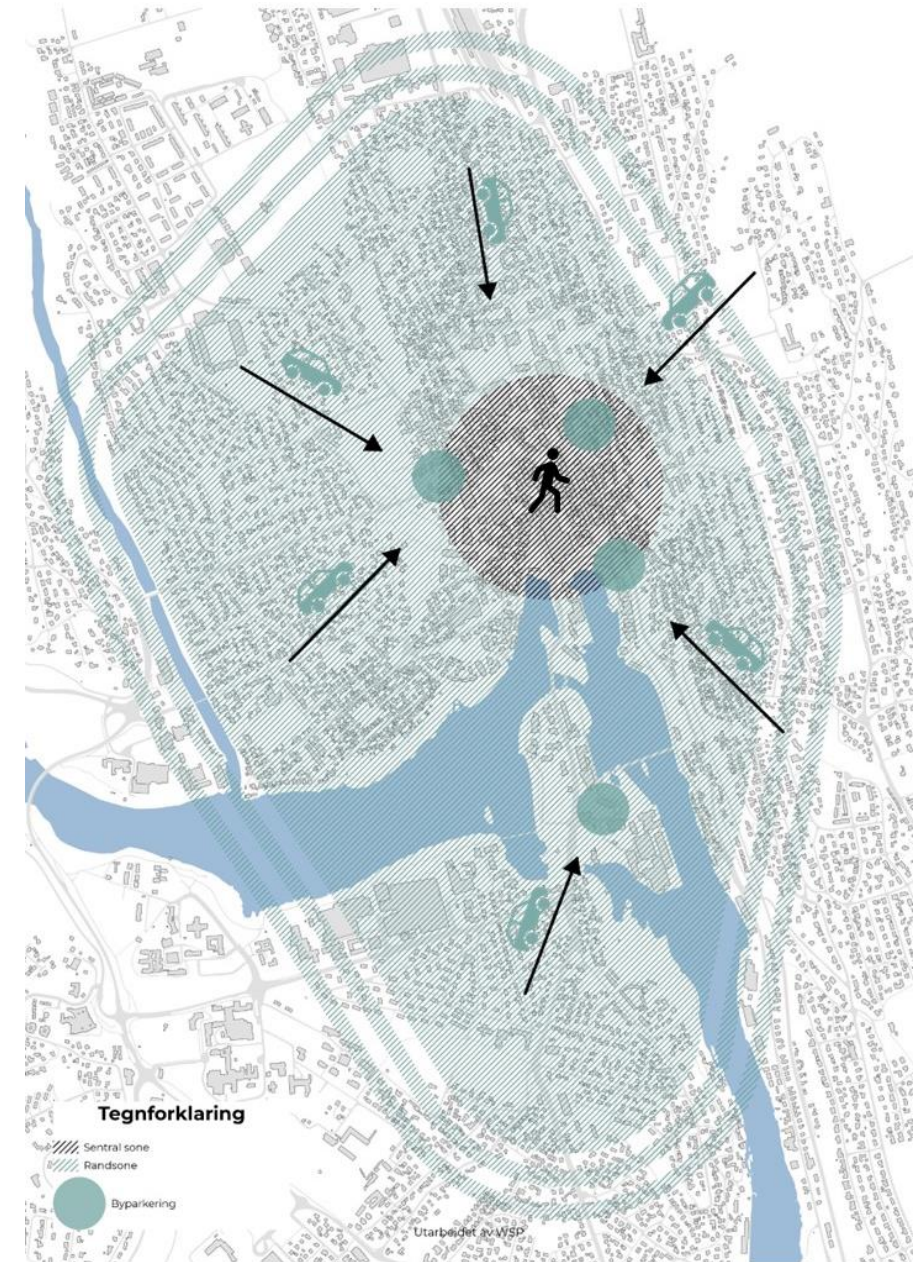 Tegnforklaring
Sentral sone
Randsone
Byparkering
Utarbeidet av WSP